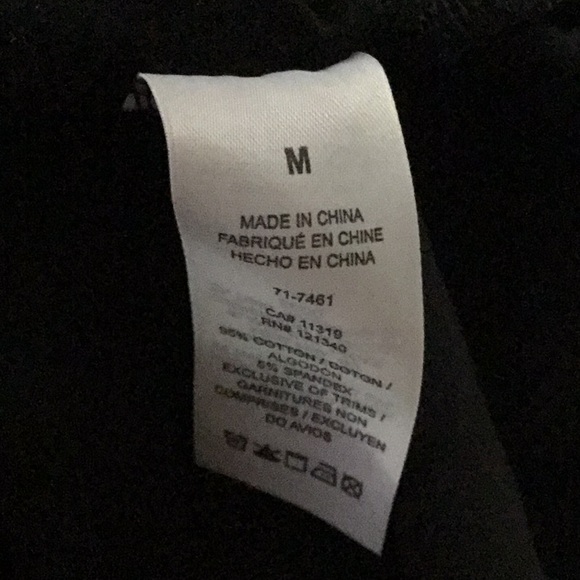 M
MADE IN CHINA
FABRIQUÉ EN CHINE
HECHO EN CHINA
71-7461
CA# 11319
RN# 121340
95% COTTON / COTON /
ALGODON
5% SPANDEX
EXCLUSIVE OF TRIMS /
GARNITURES NON
COMPRISES / EXCLUYEN
DO AVIOS